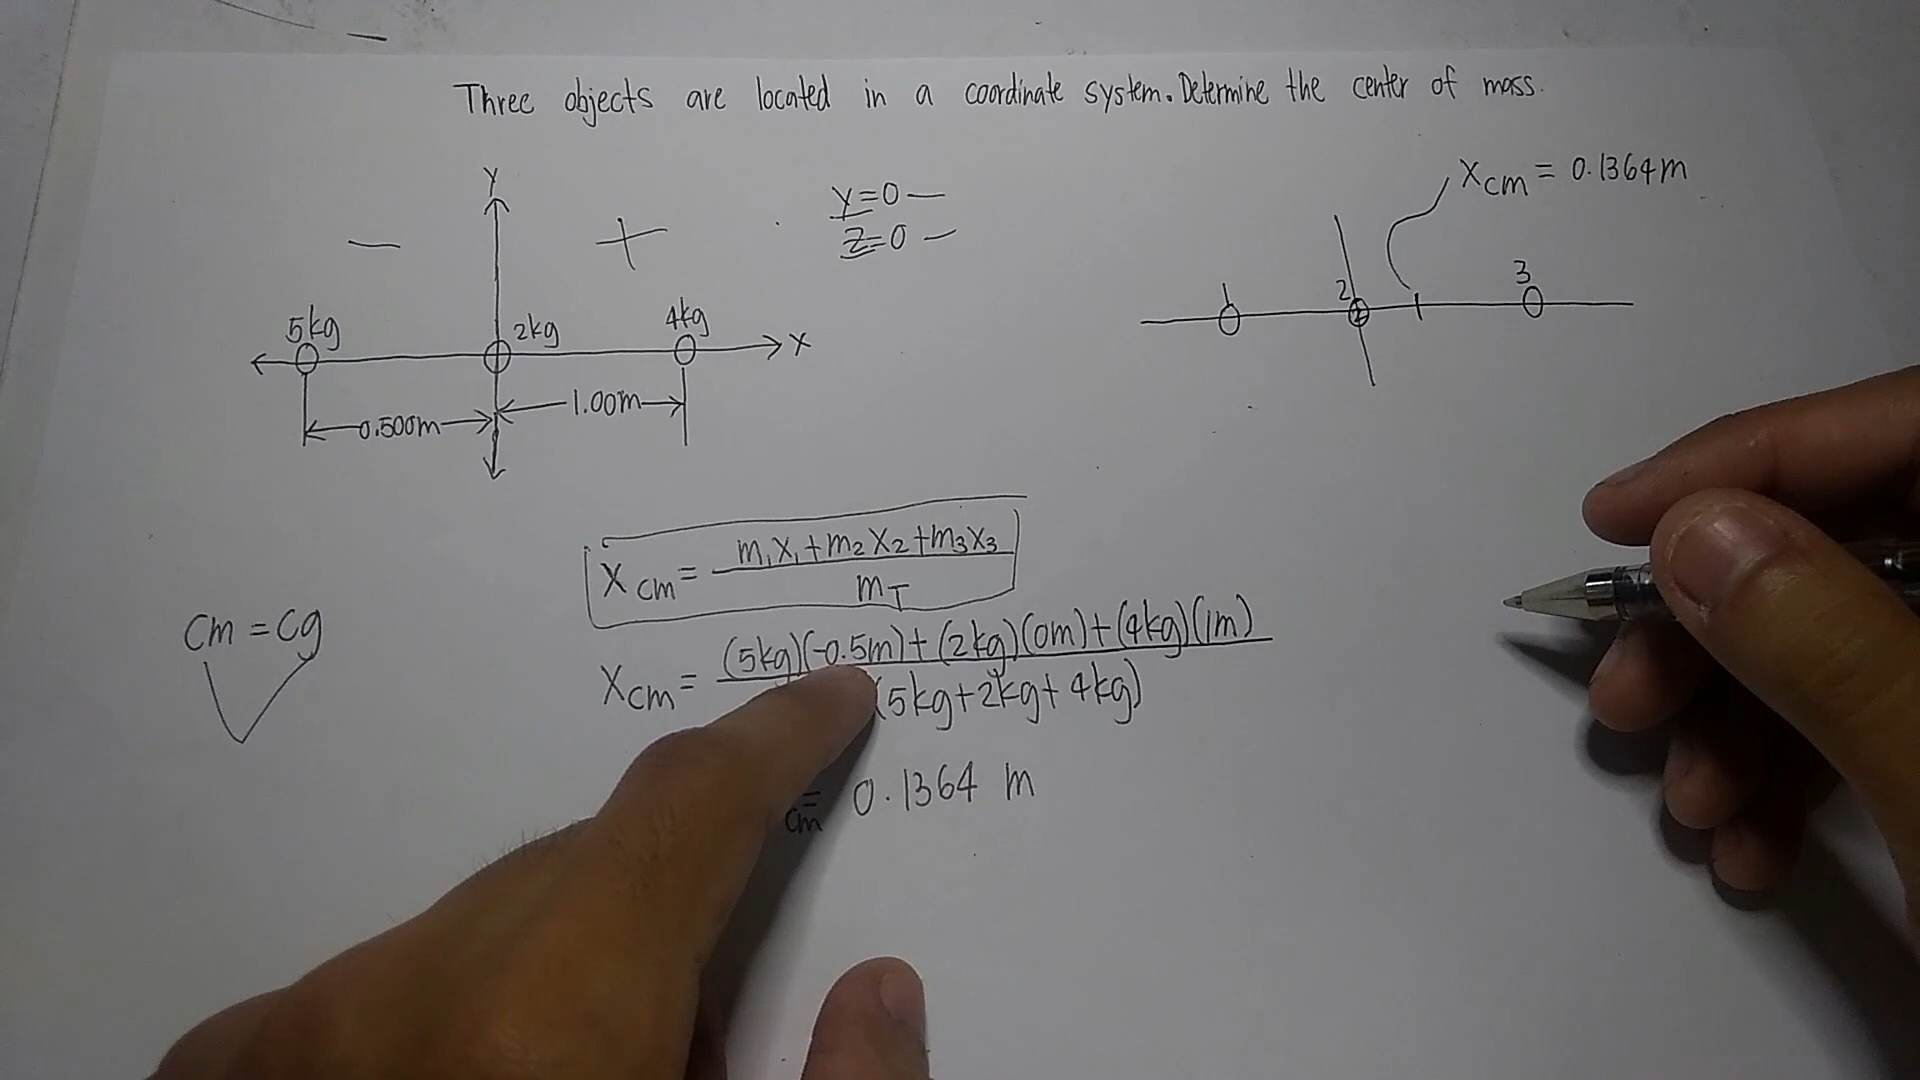 Three objects are located in a coordinate system. Determine the center of mass.
Y
− +
y=0 —
z=0 —
Xcm = 0.1364m
5kg 2kg 4kg
X
0.500m 1.00m
1 2 3
Xcm = m₁x₁+m₂x₂+m₃x₃
mT
cm = cg
Xcm = (5kg)(-0.5m)+(2kg)(0m)+(4kg)(1m)
(5kg+2kg+4kg)
cm = 0.1364 m